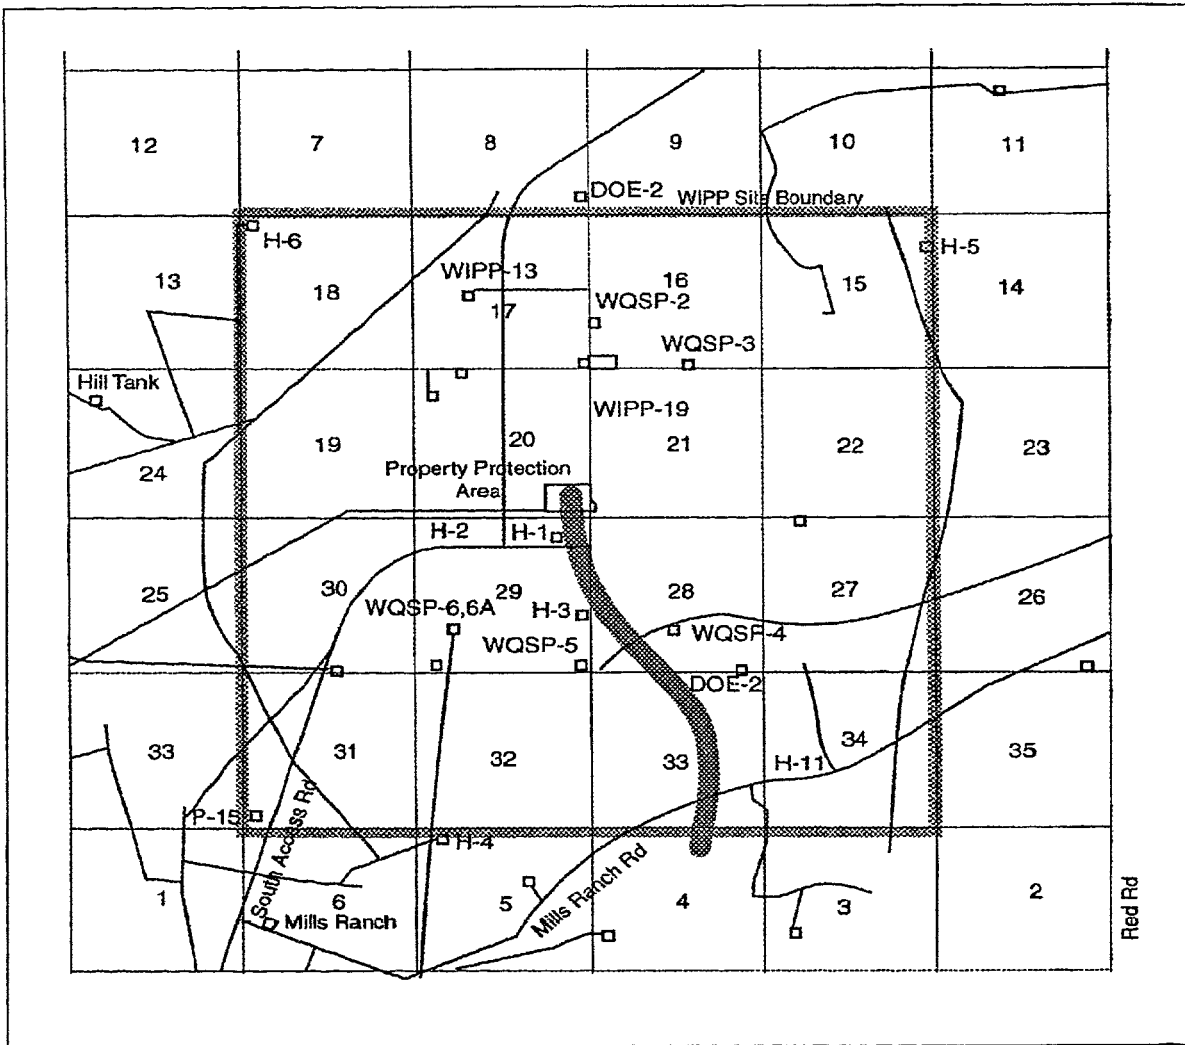 12 7 8 9 10 11
DOE-2
WIPP Site Boundary
H-6
H-5
13 18 WIPP-13 17 16 15 14
WQSP-2
WQSP-3
Hill Tank
WIPP-19
24 19 20 21 22 23
Property Protection
Area
H-2 H-1
25 30 29 28 27 26
WQSP-6,6A
H-3
WQSP-4
WQSP-5
DOE-2
33 31 32 33 34 35
H-11
P-15
South Access Rd
H-4
Mills Ranch Rd
1 6 5 4 3 2
Mills Ranch
Red Rd